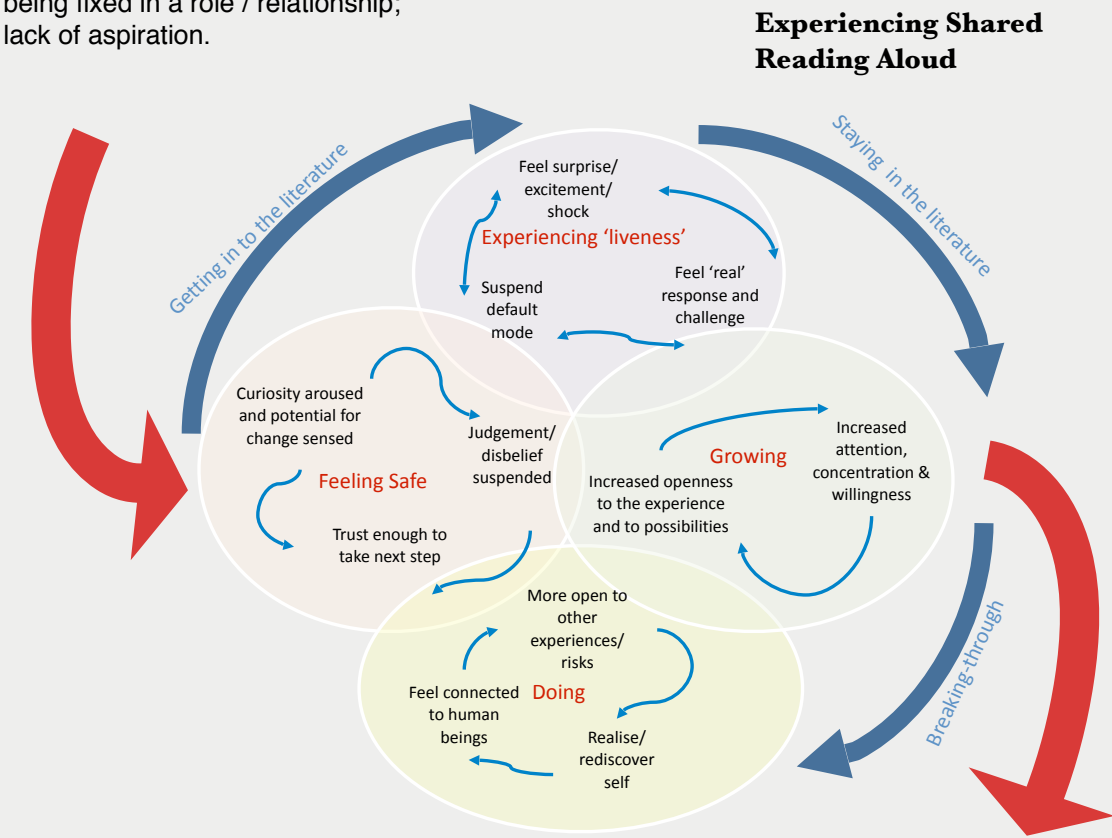 being fixed in a role / relationship;
lack of aspiration.
Experiencing Shared
Reading Aloud
Getting in to the literature
Staying in the literature
Feel surprise/
excitement/
shock
Experiencing ‘liveness’
Suspend
default
mode
Feel ‘real’
response and
challenge
Curiosity aroused
and potential for
change sensed
Judgement/
disbelief
suspended
Feeling Safe
Trust enough to
take next step
Growing
Increased
attention,
concentration &
willingness
Increased openness
to the experience
and to possibilities
More open to
other
experiences/
risks
Doing
Feel connected
to human
beings
Realise/
rediscover
self
Breaking-through